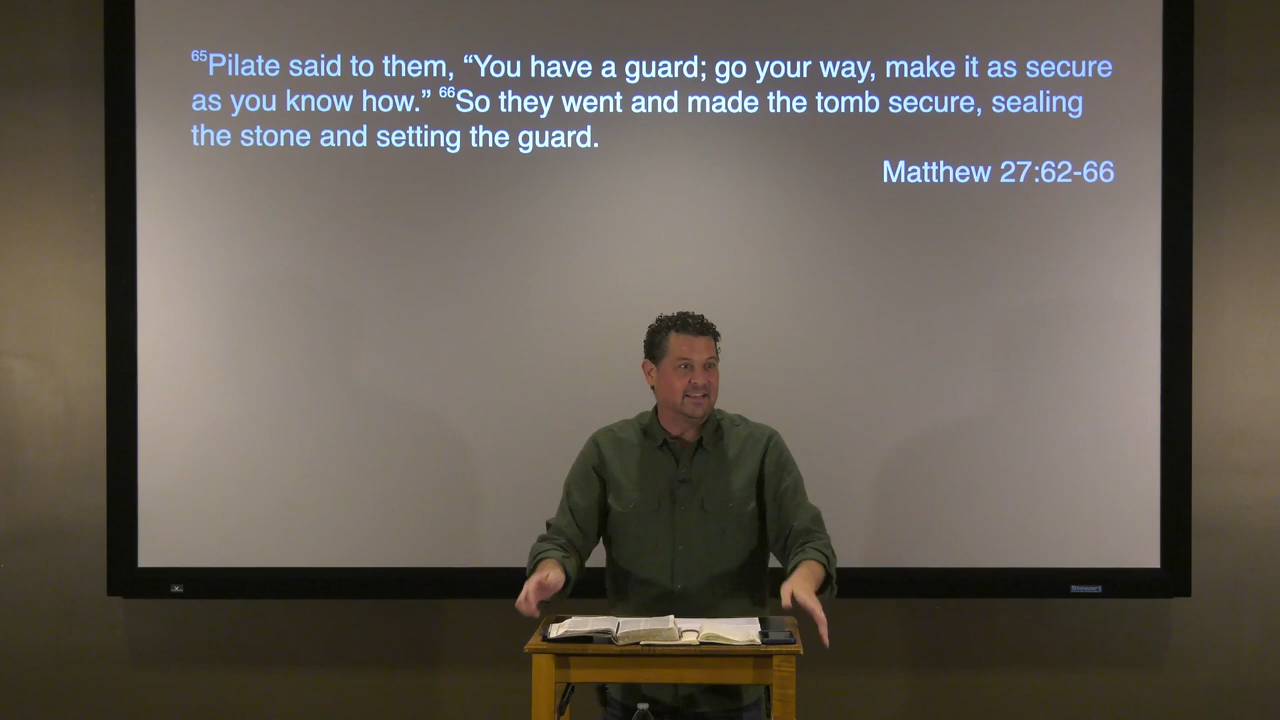 65Pilate said to them, “You have a guard; go your way, make it as secure
as you know how.” 66So they went and made the tomb secure, sealing
the stone and setting the guard.
Matthew 27:62-66
Stewart